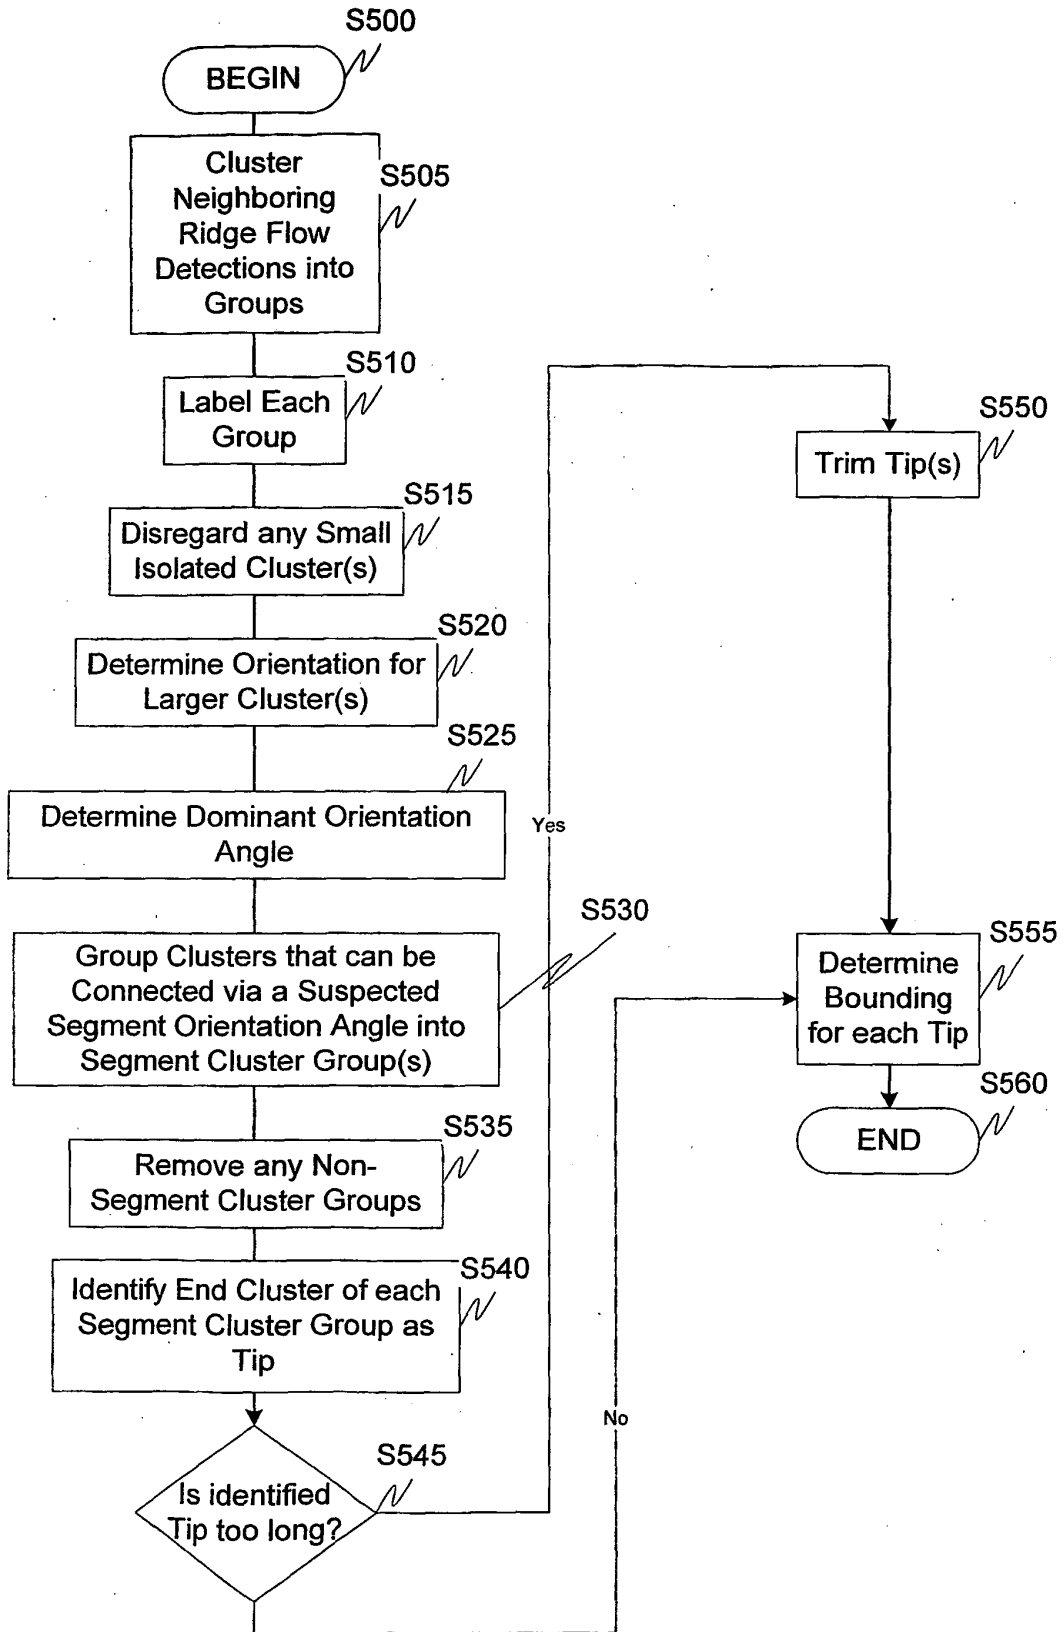 S500
BEGIN
Cluster
Neighboring
Ridge Flow
Detections into
Groups
S505
S510
Label Each
Group
S515
Disregard any Small
Isolated Cluster(s)
S520
Determine Orientation for
Larger Cluster(s)
S525
Determine Dominant Orientation
Angle
S530
Group Clusters that can be
Connected via a Suspected
Segment Orientation Angle into
Segment Cluster Group(s)
S535
Remove any Non-
Segment Cluster Groups
S540
Identify End Cluster of each
Segment Cluster Group as
Tip
S545
Is identified
Tip too long?
Yes
No
S550
Trim Tip(s)
S555
Determine
Bounding
for each Tip
S560
END